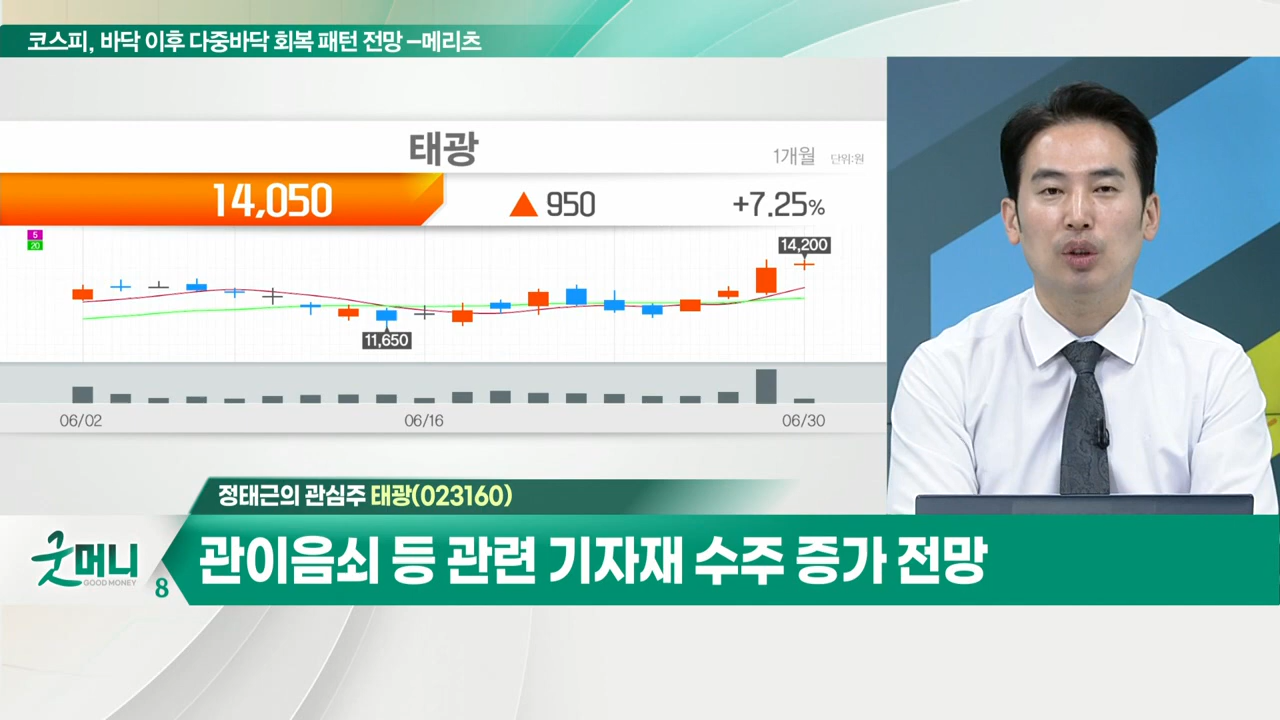 코스피, 바닥 이후 다중바닥 회복 패턴 전망 -메리츠
태광
1개월 단위:원
14,050 ▲ 950 +7.25%
5
20
14,200
11,650
06/02 06/16 06/30
정태근의 관심주 태광(023160)
굿머니
GOOD MONEY
8
관이음쇠 등 관련 기자재 수주 증가 전망